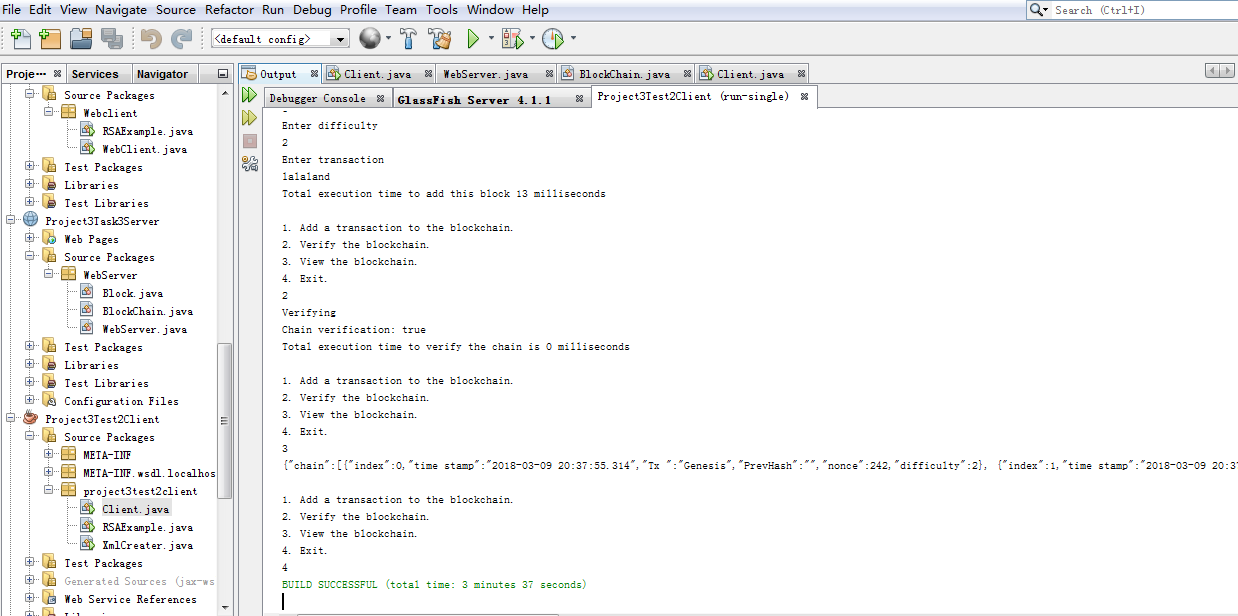 File Edit View Navigate Source Refactor Run Debug Profile Team Tools Window Help
Search (Ctrl+I)
<default config>
Proje··· Services Navigator
Output Client.java WebServer.java BlockChain.java Client.java
Debugger Console GlassFish Server 4.1.1 Project3Test2Client (run-single)
Source Packages
Webclient
RSAExample.java
WebClient.java
Test Packages
Libraries
Test Libraries
Project3Task3Server
Web Pages
Source Packages
WebServer
Block.java
BlockChain.java
WebServer.java
Test Packages
Libraries
Test Libraries
Configuration Files
Project3Test2Client
Source Packages
META-INF
META-INF.wsdl.localhos
project3test2client
Client.java
RSAExample.java
XmlCreater.java
Test Packages
Generated Sources (jax-ws
Web Service References
Enter difficulty
2
Enter transaction
lalaland
Total execution time to add this block 13 milliseconds
1. Add a transaction to the blockchain.
2. Verify the blockchain.
3. View the blockchain.
4. Exit.
2
Verifying
Chain verification: true
Total execution time to verify the chain is 0 milliseconds
1. Add a transaction to the blockchain.
2. Verify the blockchain.
3. View the blockchain.
4. Exit.
3
{"chain":[{"index":0,"time stamp":"2018-03-09 20:37:55.314","Tx ":"Genesis","PrevHash":"","nonce":242,"difficulty":2}, {"index":1,"time stamp":"2018-03-09 20:37
1. Add a transaction to the blockchain.
2. Verify the blockchain.
3. View the blockchain.
4. Exit.
4
BUILD SUCCESSFUL (total time: 3 minutes 37 seconds)